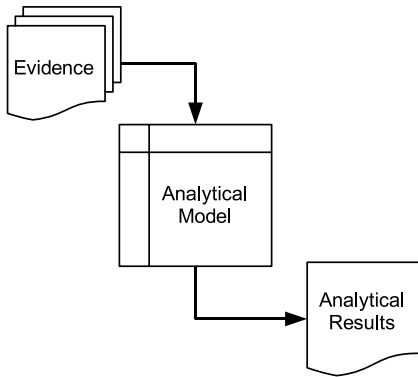 Evidence
Analytical
Model
Analytical
Results